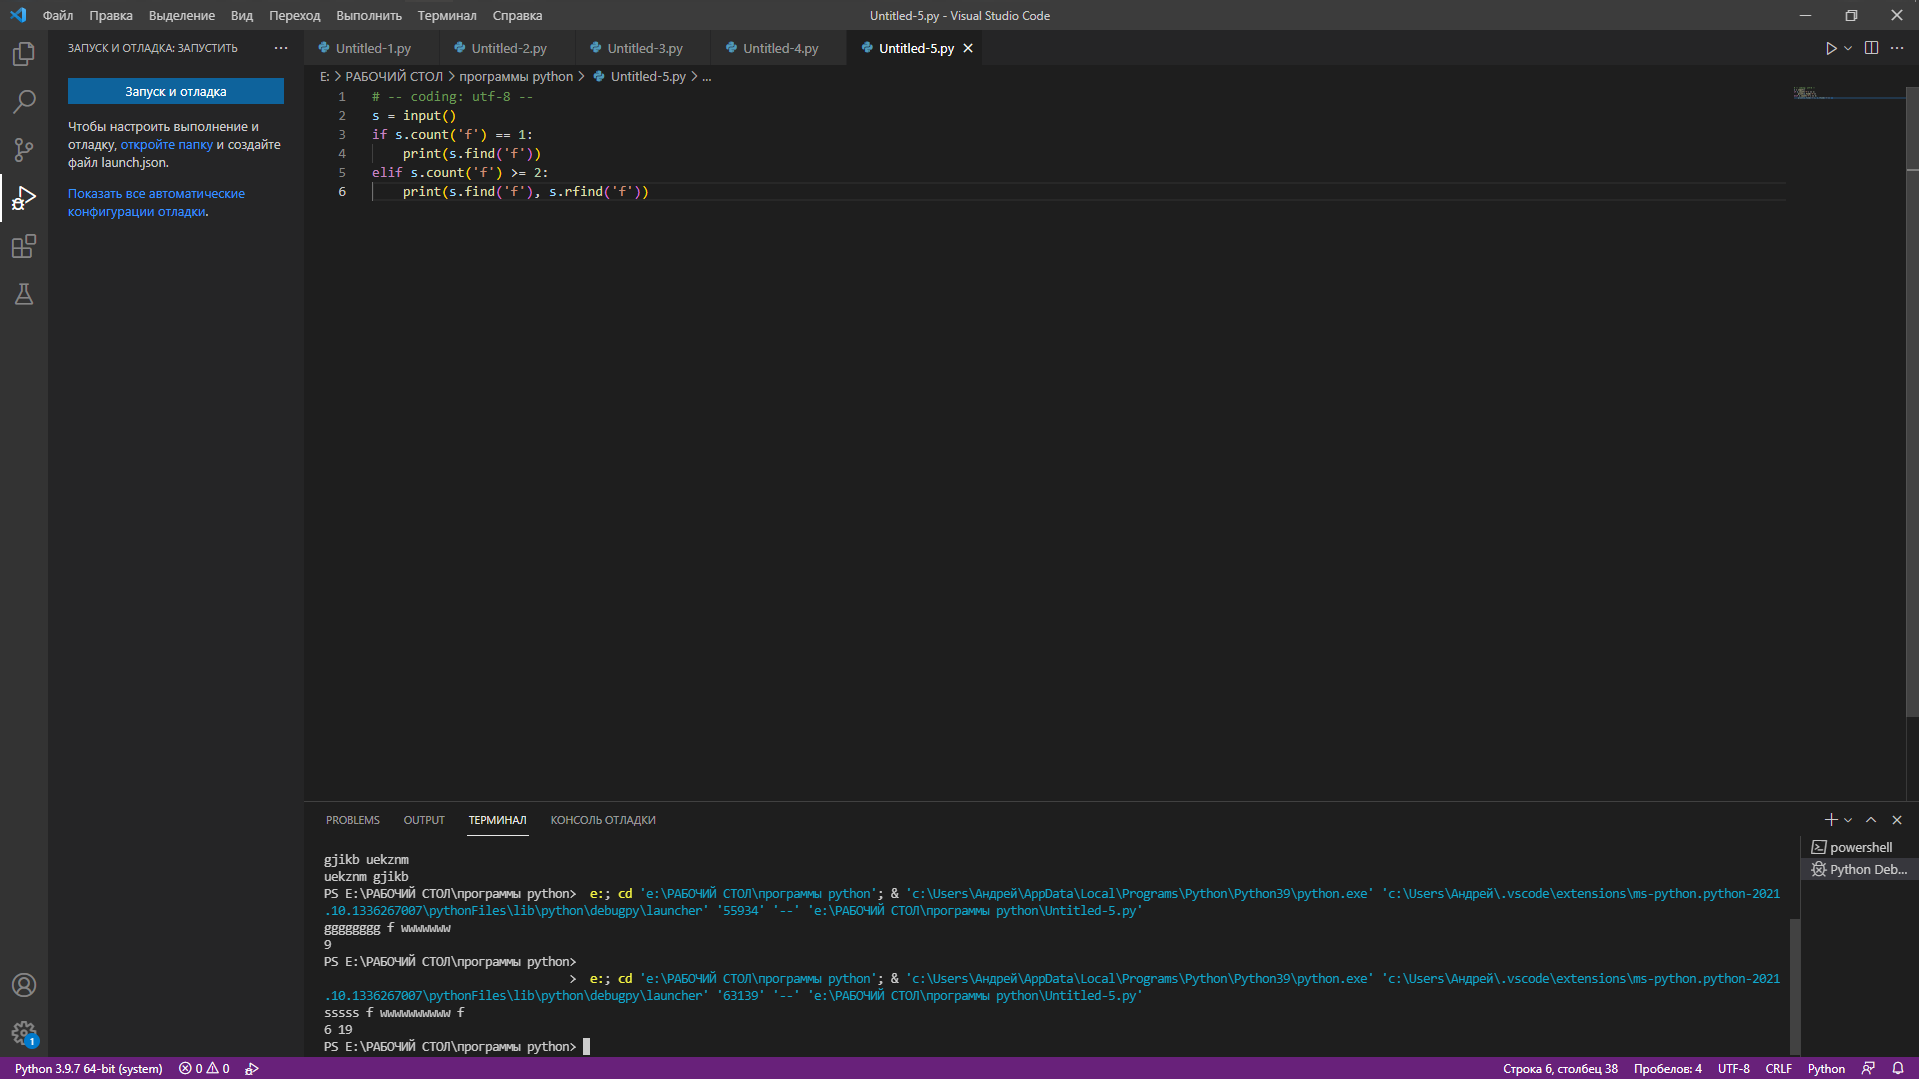 Файл Правка Выделение Вид Переход Выполнить Терминал Справка
Untitled-5.py - Visual Studio Code
ЗАПУСК И ОТЛАДКА: ЗАПУСТИТЬ ...
Запуск и отладка
Чтобы настроить выполнение и
отладку, откройте папку и создайте
файл launch.json.
Показать все автоматические
конфигурации отладки.
Untitled-1.py Untitled-2.py Untitled-3.py Untitled-4.py Untitled-5.py
E: > РАБОЧИЙ СТОЛ > программы python > Untitled-5.py > ...
1 # -- coding: utf-8 --
2 s = input()
3 if s.count('f') == 1:
4     print(s.find('f'))
5 elif s.count('f') >= 2:
6     print(s.find('f'), s.rfind('f'))
PROBLEMS OUTPUT ТЕРМИНАЛ КОНСОЛЬ ОТЛАДКИ
gjikb uekznm
uekznm gjikb
PS E:\РАБОЧИЙ СТОЛ\программы python>  e:; cd 'e:\РАБОЧИЙ СТОЛ\программы python'; & 'c:\Users\Андрей\AppData\Local\Programs\Python\Python39\python.exe' 'c:\Users\Андрей\.vscode\extensions\ms-python.python-2021
.10.1336267007\pythonFiles\lib\python\debugpy\launcher' '55934' '--' 'e:\РАБОЧИЙ СТОЛ\программы python\Untitled-5.py'
gggggggg f wwwwwww
9
PS E:\РАБОЧИЙ СТОЛ\программы python>
>  e:; cd 'e:\РАБОЧИЙ СТОЛ\программы python'; & 'c:\Users\Андрей\AppData\Local\Programs\Python\Python39\python.exe' 'c:\Users\Андрей\.vscode\extensions\ms-python.python-2021
.10.1336267007\pythonFiles\lib\python\debugpy\launcher' '63139' '--' 'e:\РАБОЧИЙ СТОЛ\программы python\Untitled-5.py'
sssss f wwwwwwwwww f
6 19
PS E:\РАБОЧИЙ СТОЛ\программы python>
powershell
Python Deb...
1
Python 3.9.7 64-bit (system) 0 0
Строка 6, столбец 38 Пробелов: 4 UTF-8 CRLF Python